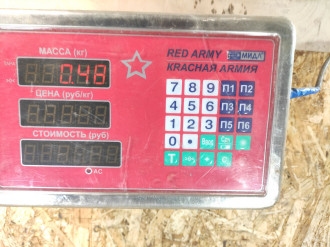 МАССА (кг)
0.48
ЦЕНА (руб/кг)
СТОИМОСТЬ (руб)
AC
RED ARMY МИДЛ
КРАСНАЯ АРМИЯ
7 8 9 П1 П2
4 5 6 П3 П4
1 2 3 П5 П6
0
T